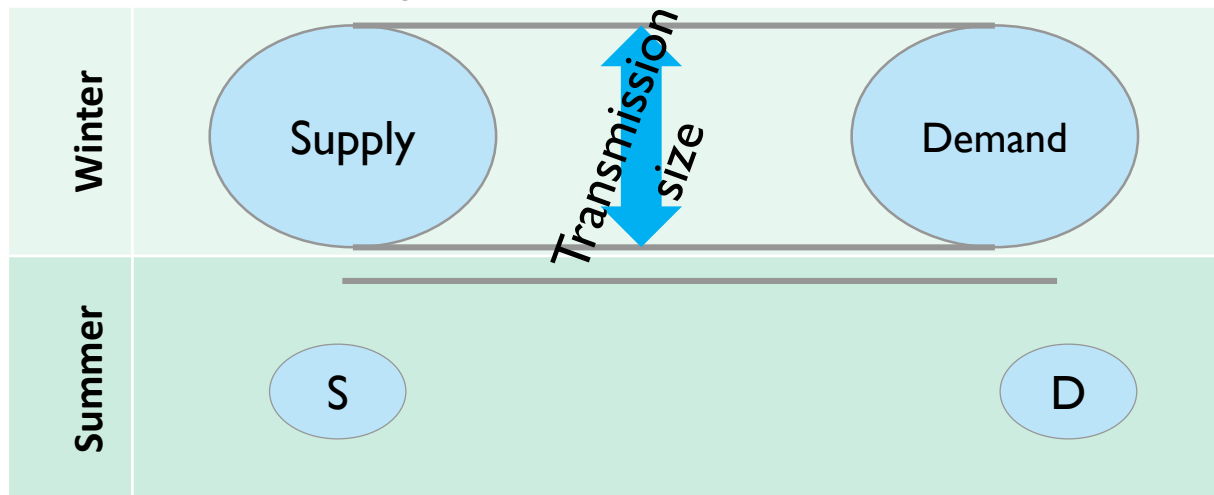 Winter
Supply
Transmission
size
Demand
Summer
S
D